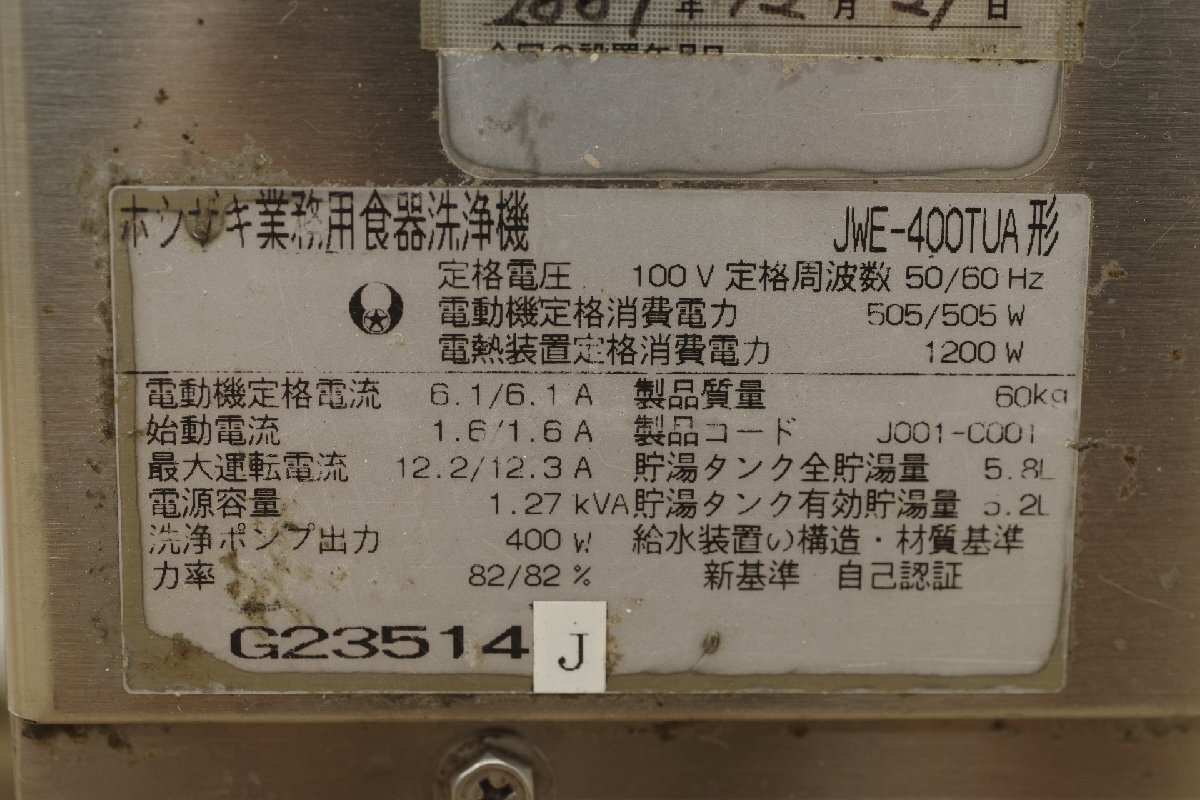 年 12 月 21 日
ホシザキ業務用食器洗浄機 JWE-400TUA形
定格電圧 100 V 定格周波数 50/60 Hz
電動機定格消費電力 505/505 W
電熱装置定格消費電力 1200 W
電動機定格電流 6.1/6.1 A 製品質量 60kg
始動電流 1.6/1.6 A 製品コード J001-C001
最大運転電流 12.2/12.3 A 貯湯タンク全貯湯量 5.8L
電源容量 1.27 kVA 貯湯タンク有効貯湯量 .2L
洗浄ポンプ出力 400 W 給水装置の構造・材質基準
力率 82/82 % 新基準 自己認証
G23514 J